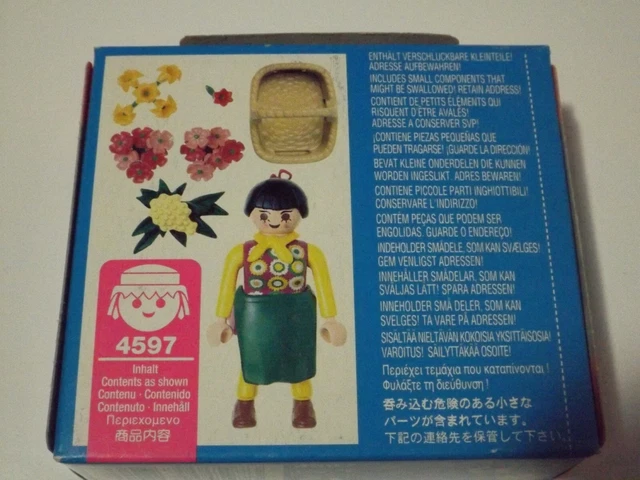 ENTHÄLT VERSCHLUCKBARE KLEINTEILE!
ADRESSE AUFBEWAHREN!
INCLUDES SMALL COMPONENTS THAT
MIGHT BE SWALLOWED! RETAIN ADDRESS!
CONTIENT DE PETITS ELEMENTS QUI
RISQUENT D'ÊTRE AVALÉS!
ADRESSE A CONSERVER SVP!
¡CONTIENE PIEZAS PEQUEÑAS QUE
PUEDEN TRAGARSE! ¡GUARDE LA DIRECCIÓN!
BEVAT KLEINE ONDERDELEN DIE KUNNEN
WORDEN INGESLIKT. ADRES BEWAREN!
CONTIENE PICCOLE PARTI INGHIOTTIBILI!
CONSERVARE L'INDIRIZZO!
CONTÉM PEÇAS QUE PODEM SER
ENGOLIDAS. GUARDE O ENDEREÇO!
INDEHOLDER SMÅDELE, SOM KAN SVÆLGES!
GEM VENLIGST ADRESSEN!
INNEHÅLLER SMÅDELAR, SOM KAN
SVÄLJAS LÄTT! SPARA ADRESSEN!
INNEHOLDER SMÅ DELER, SOM KAN
SVELGES! TA VARE PÅ ADRESSEN!
SISÄLTÄÄ NIELTÄVÄN KOKOISIA YKSITTÄISOSIA!
VAROITUS! SÄILYTTÄKÄÄ OSOITE!
Περιέχει τεμάχια που καταπίνονται!
Φυλάξτε τη διεύθυνση!
呑み込む危険のある小さな
パーツが含まれています。
下記の連絡先を保管して下さい。
4597
Inhalt
Contents as shown
Contenu · Contenido
Contenuto · Innehåll
Περιεχομενο
商品内容